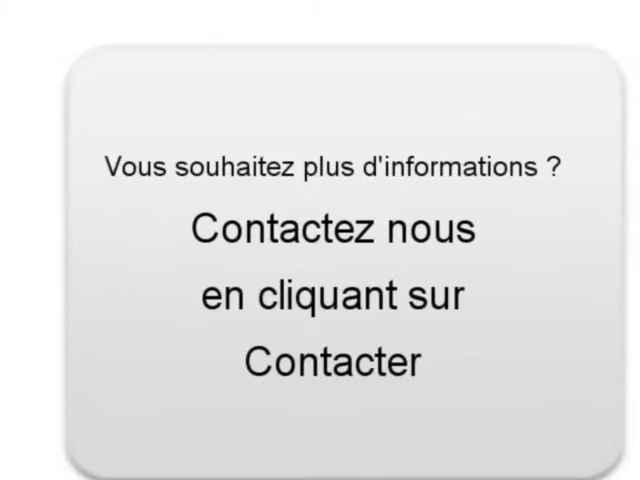 Vous souhaitez plus d'informations ?
Contactez nous
en cliquant sur
Contacter